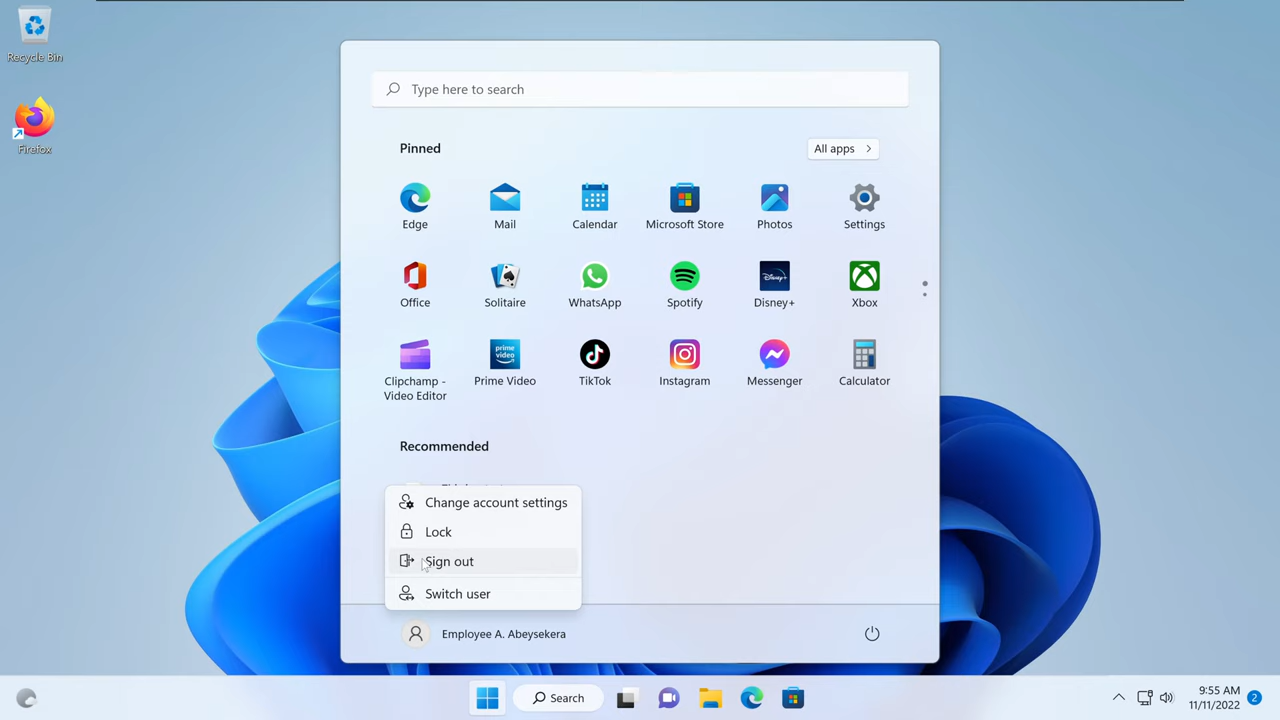 Recycle Bin
Firefox
Type here to search
Pinned
All apps
Edge
Mail
Calendar
Microsoft Store
Photos
Settings
Office
Solitaire
WhatsApp
Spotify
Disney+
Xbox
Clipchamp -
Video Editor
prime
video
Prime Video
TikTok
Instagram
Messenger
Calculator
Recommended
Change account settings
Lock
Sign out
Switch user
Employee A. Abeysekera
Search
9:55 AM
11/11/2022
2